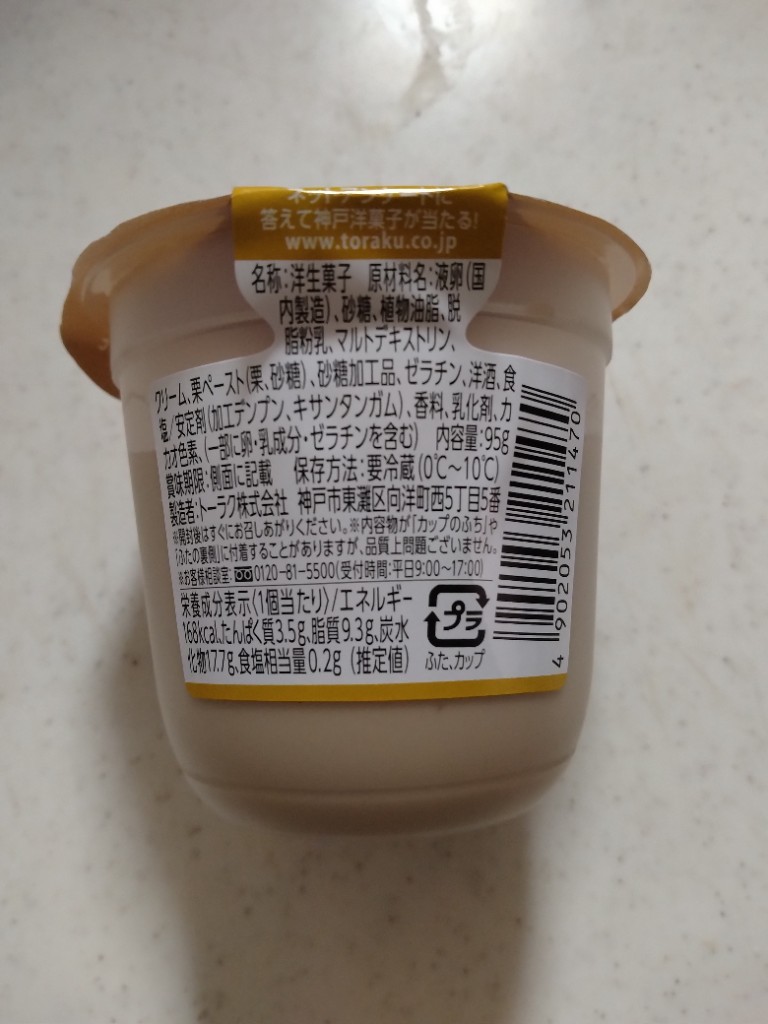 ネットアンケートに
答えて神戸洋菓子が当たる!
www.toraku.co.jp
名称:洋生菓子 原材料名:液卵(国
内製造)、砂糖、植物油脂、脱
脂粉乳、マルトデキストリン、
クリーム、栗ペースト(栗、砂糖)、砂糖加工品、ゼラチン、洋酒、食
塩/安定剤(加工デンプン、キサンタンガム)、香料、乳化剤、カ
カオ色素、(一部に卵・乳成分・ゼラチンを含む) 内容量:95g
賞味期限:側面に記載 保存方法:要冷蔵(0℃~10℃)
製造者:トーラク株式会社 神戸市東灘区向洋町西5丁目5番
※開封後はすぐにお召しあがりください。※内容物が「カップのふち」や
「ふたの裏側」に付着することがありますが、品質上問題ございません。
※お客様相談室:0120-81-5500(受付時間:平日9:00~17:00)
栄養成分表示〈1個当たり〉/エネルギー
168kcal、たんぱく質3.5g、脂質9.3g、炭水
化物17.7g、食塩相当量0.2g (推定値)
プラ
ふた、カップ
4 902053 211470